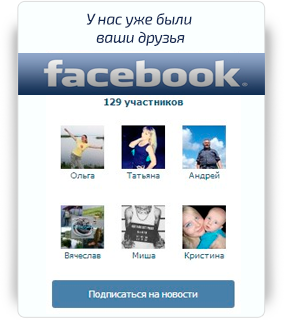 У нас уже были
ваши друзья
facebook®
129 участников
Ольга Татьяна Андрей
Вячеслав Миша Кристина
Подписаться на новости